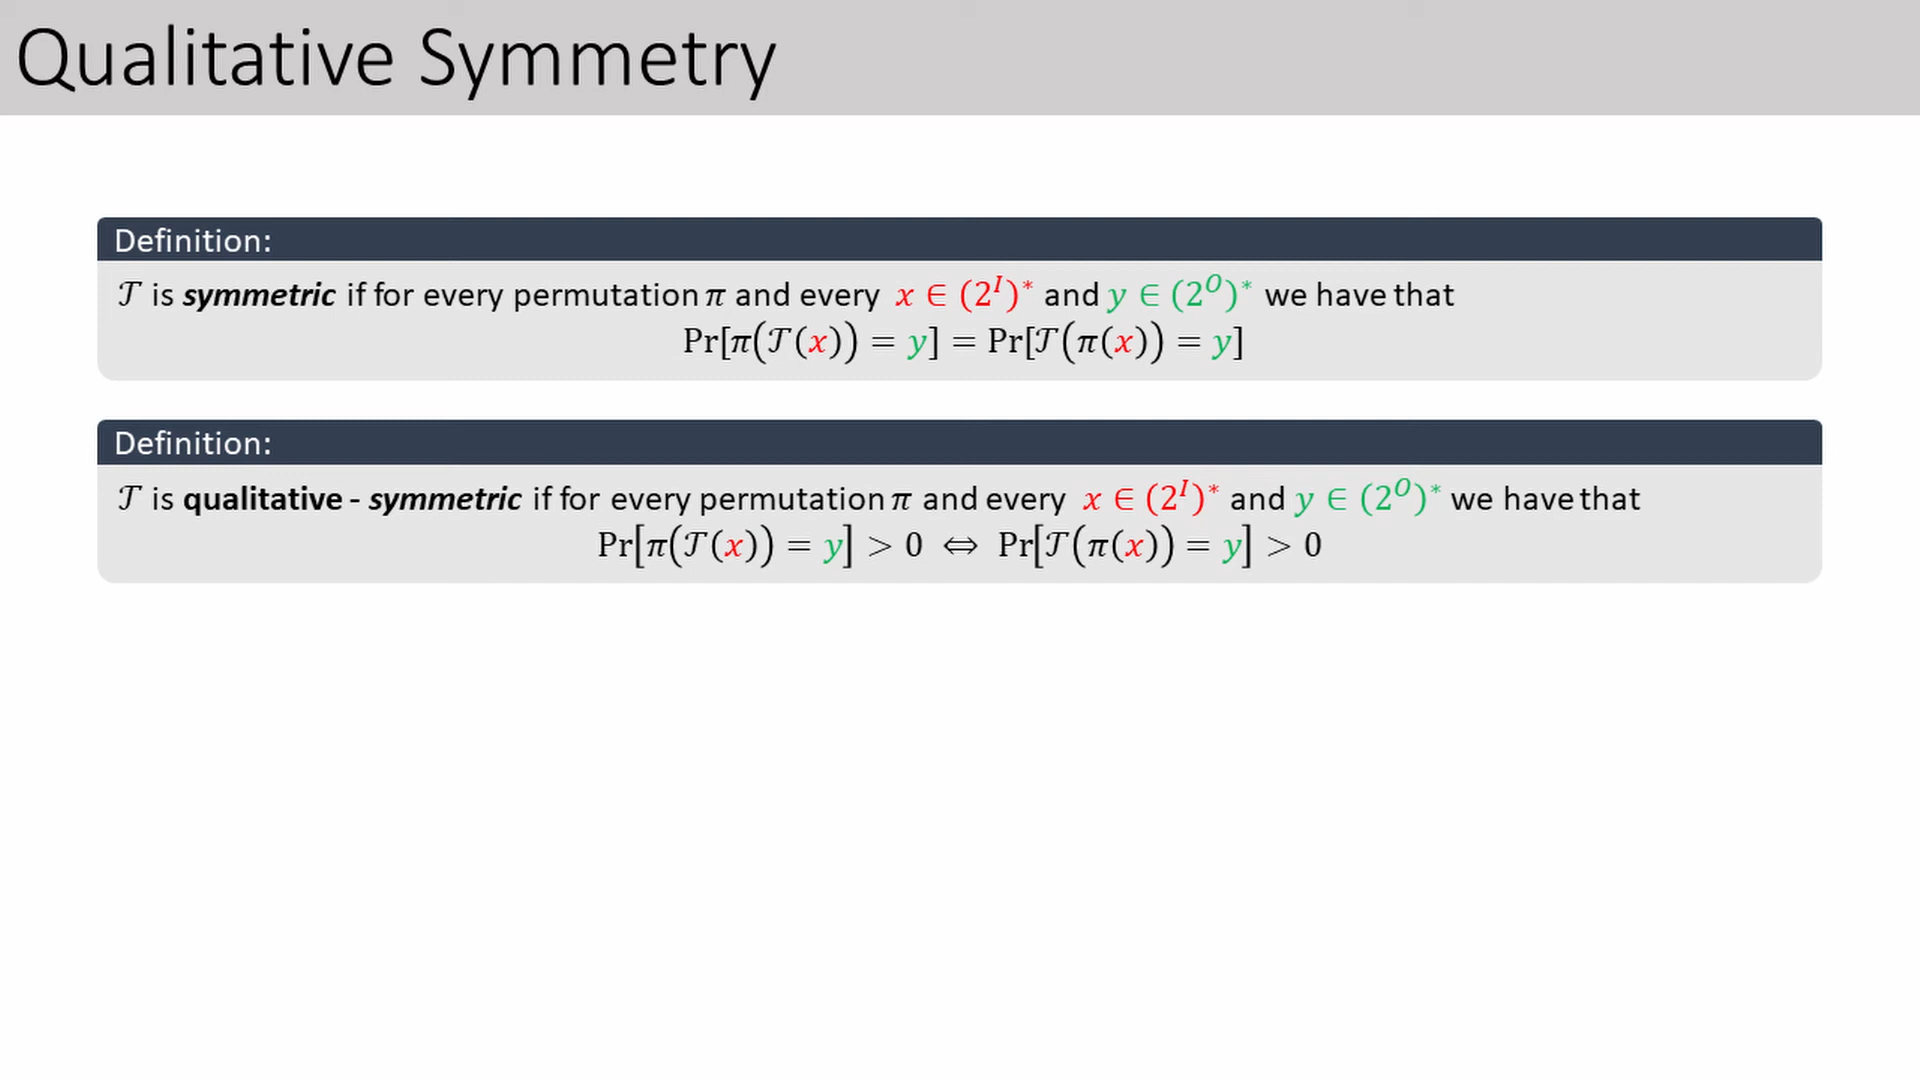 Qualitative Symmetry
Definition:
𝒯 is symmetric if for every permutation π and every x ∈ (2^I)* and y ∈ (2^O)* we have that
Pr[π(𝒯(x)) = y] = Pr[𝒯(π(x)) = y]
Definition:
𝒯 is qualitative - symmetric if for every permutation π and every x ∈ (2^I)* and y ∈ (2^O)* we have that
Pr[π(𝒯(x)) = y] > 0 ⇔ Pr[𝒯(π(x)) = y] > 0